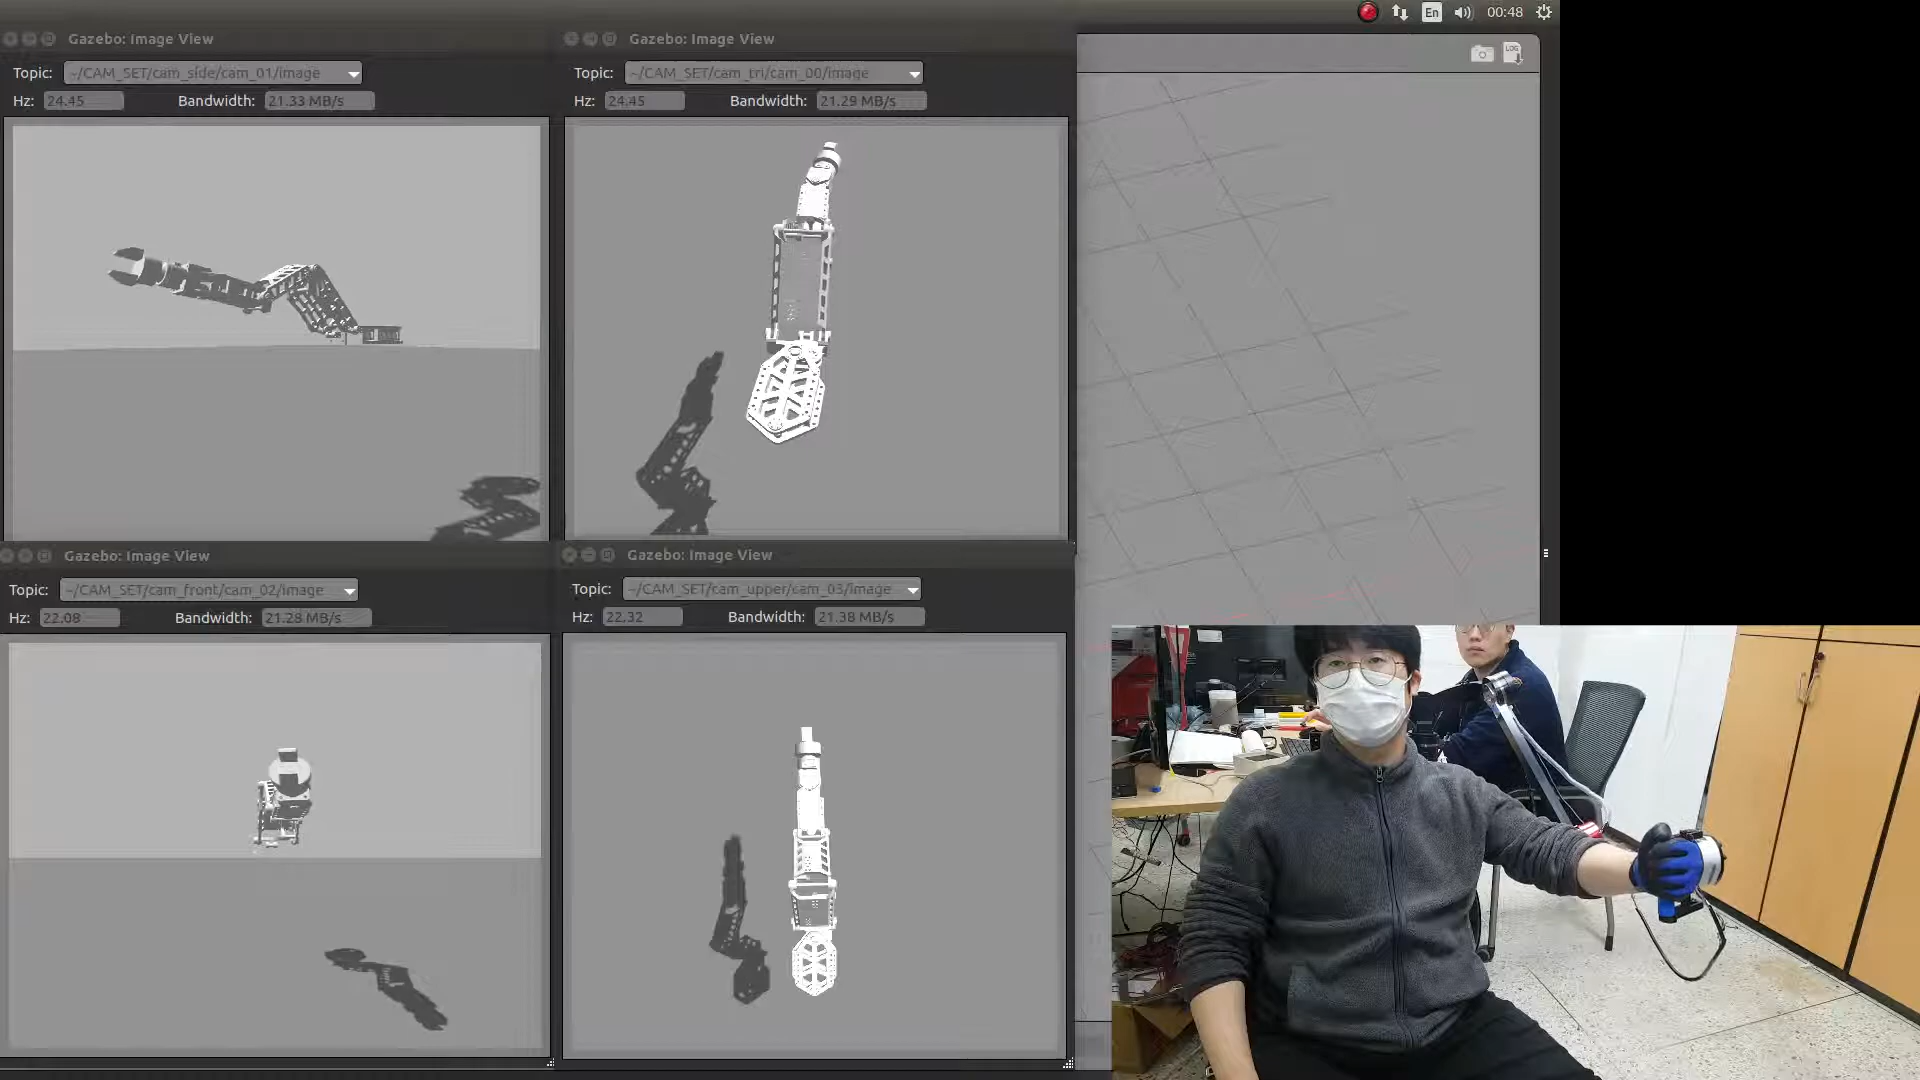 En 00:48
Gazebo: Image View
Topic: ~/CAM_SET/cam_side/cam_01/image
Hz: 24.45 Bandwidth: 21.33 MB/s
Gazebo: Image View
Topic: ~/CAM_SET/cam_tri/cam_00/image
Hz: 24.45 Bandwidth: 21.29 MB/s
LOG
Gazebo: Image View
Topic: ~/CAM_SET/cam_front/cam_02/image
Hz: 22.08 Bandwidth: 21.28 MB/s
Gazebo: Image View
Topic: ~/CAM_SET/cam_upper/cam_03/image
Hz: 22.32 Bandwidth: 21.38 MB/s